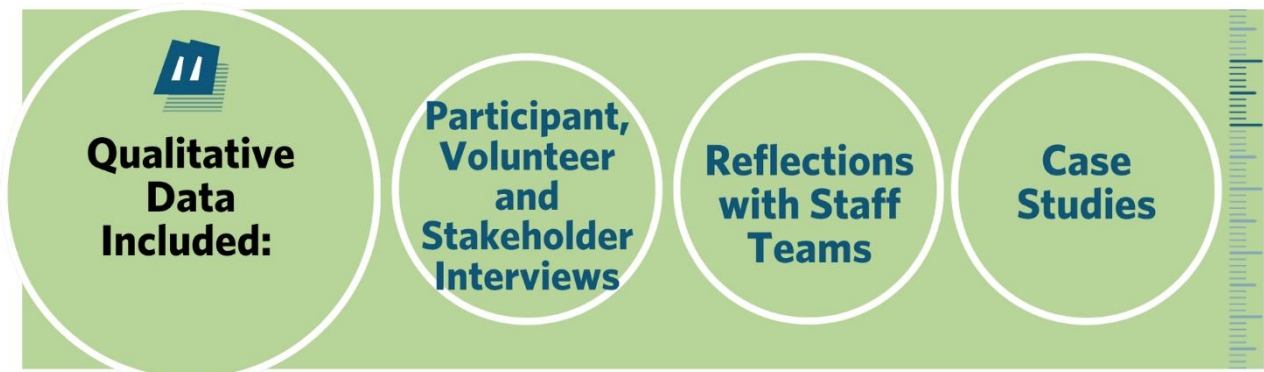 Qualitative
Data
Included:
Participant,
Volunteer
and
Stakeholder
Interviews
Reflections
with Staff
Teams
Case
Studies